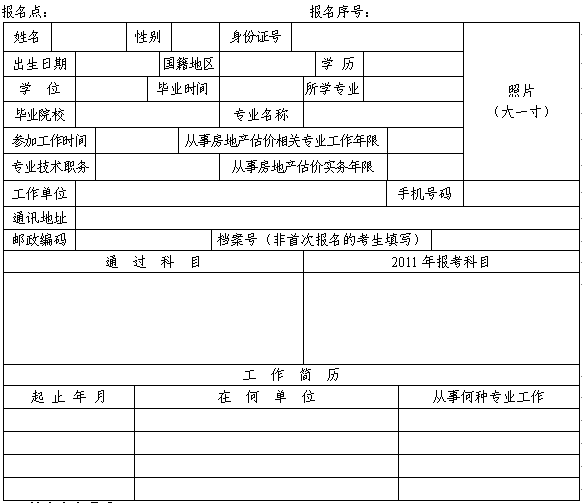 报名点： 报名序号：
姓名 性别 身份证号
出生日期 国籍地区 学 历
照片
学 位 毕业时间 所学专业
（大一寸）
毕业院校 专业名称
参加工作时间 从事房地产估价相关专业工作年限
专业技术职务 从事房地产估价实务年限
工作单位 手机号码
通讯地址
邮政编码 档案号（非首次报名的考生填写）
通 过 科 目 2011 年报考科目
工 作 简 历
起 止 年 月 在 何 单 位 从事何种专业工作